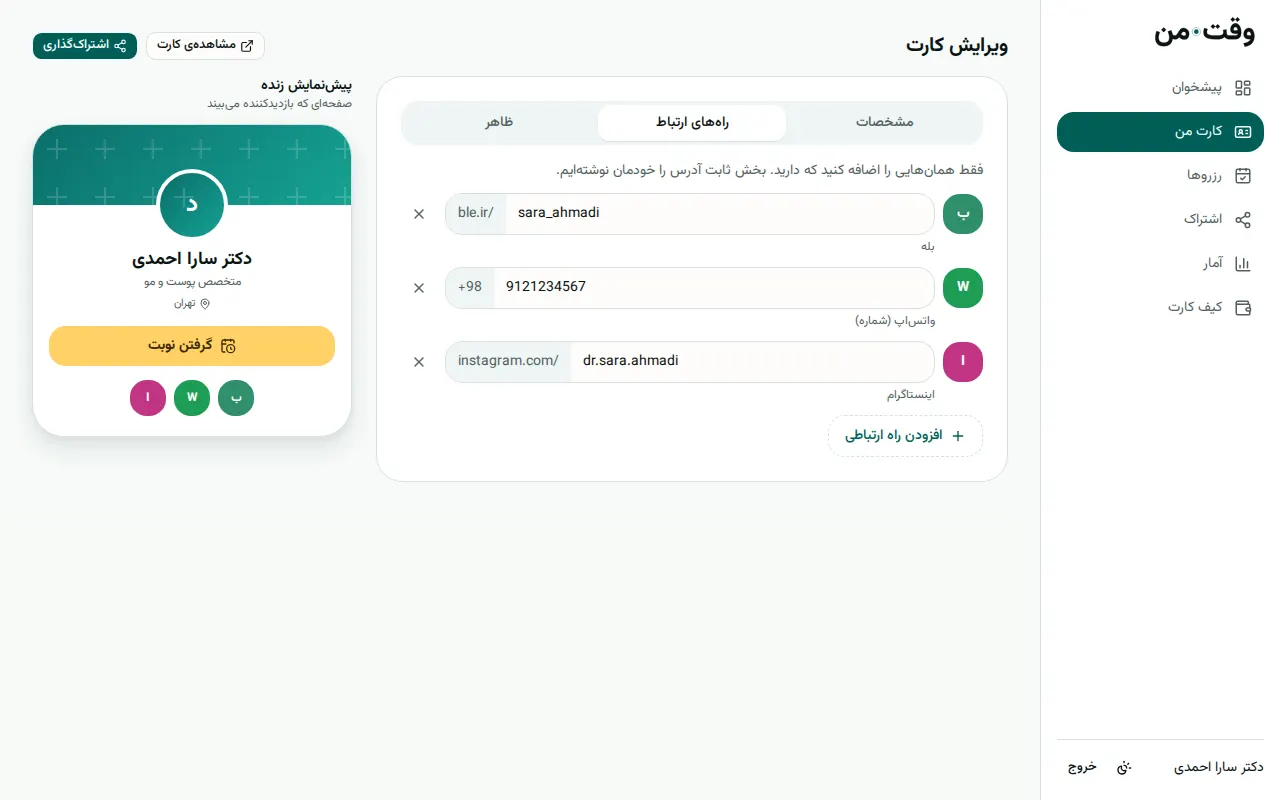 وقت•من
پیشخوان
کارت من
رزروها
اشتراک
آمار
کیف کارت
دکتر سارا احمدی
خروج
ویرایش کارت
مشاهده‌ی کارت
اشتراک‌گذاری
مشخصات
راه‌های ارتباط
ظاهر
فقط همان‌هایی را اضافه کنید که دارید. بخش ثابت آدرس را خودمان نوشته‌ایم.
ب
ble.ir/ sara_ahmadi
بله
W
+98 9121234567
واتس‌اپ (شماره)
I
instagram.com/ dr.sara.ahmadi
اینستاگرام
افزودن راه ارتباطی
پیش‌نمایش زنده
صفحه‌ای که بازدیدکننده می‌بیند
د
دکتر سارا احمدی
متخصص پوست و مو
تهران
گرفتن نوبت
ب W I